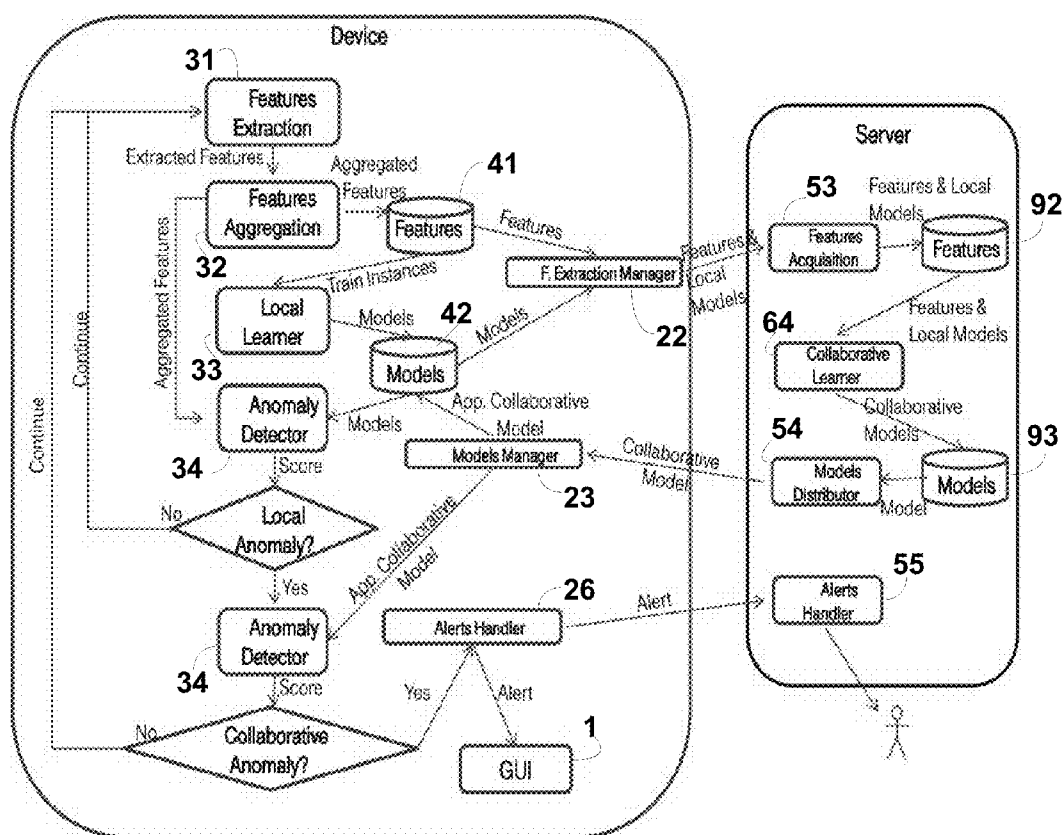 Device
31
Features
Extraction
Extracted Features
Aggregated
Features
41
Features
Aggregation
32
Features
Features
Train Instances
Aggregated Features
Local
Learner
33
Models
42
Models
Models
F. Extraction Manager
22
Features &
Local
Models
Continue
Continue
Anomaly
Detector
34
Models
App. Collaborative
Model
Models Manager
23
Collaborative
Model
Score
No
Local
Anomaly?
Yes
App. Collaborative
Model
Anomaly
Detector
34
Score
No
Collaborative
Anomaly?
Yes
26
Alerts Handler
Alert
Alert
1
GUI
Server
53
Features & Local
Models
92
Features
Acquisition
Features
Features &
Local Models
64
Collaborative
Learner
Collaborative
Models
54
93
Models
Distributor
Model
Models
55
Alerts
Handler